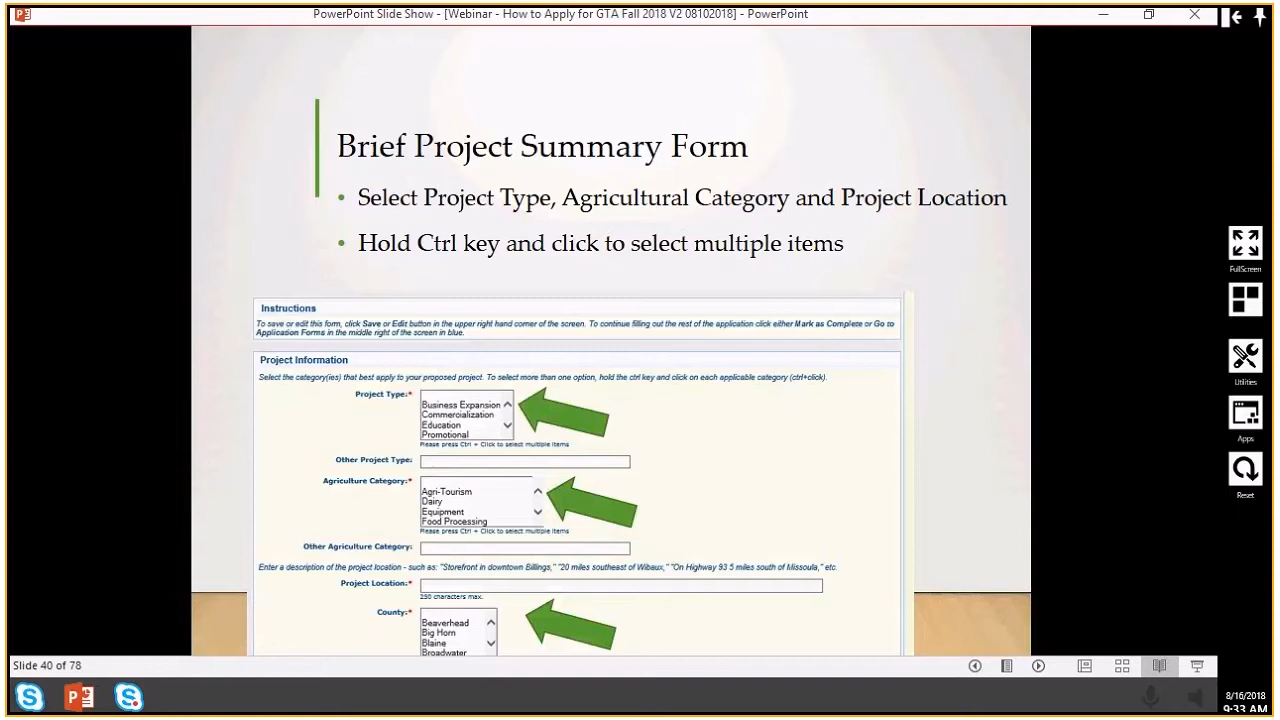 PowerPoint Slide Show - [Webinar - How to Apply for GTA Fall 2018 V2 08102018] - PowerPoint
Brief Project Summary Form
• Select Project Type, Agricultural Category and Project Location
• Hold Ctrl key and click to select multiple items
Instructions
To save or edit this form, click Save or Edit button in the upper right hand corner of the screen. To continue filling out the rest of the application click either Mark as Complete or Go to
Application Forms in the middle right of the screen in blue.
Project Information
Select the category(ies) that best apply to your proposed project. To select more than one option, hold the ctrl key and click on each applicable category (ctrl+click).
Project Type:*
Business Expansion
Commercialization
Education
Promotional
Please press Ctrl + Click to select multiple items
Other Project Type:
Agriculture Category:*
Agri-Tourism
Dairy
Equipment
Food Processing
Please press Ctrl + Click to select multiple items
Other Agriculture Category:
Enter a description of the project location - such as: "Storefront in downtown Billings," "20 miles southeast of Wibaux," "On Highway 93 5 miles south of Missoula," etc.
Project Location:*
250 characters max.
County:*
Beaverhead
Big Horn
Blaine
Broadwater
FullScreen
Utilities
Apps
Reset
Slide 40 of 78
8/16/2018
9:33 AM